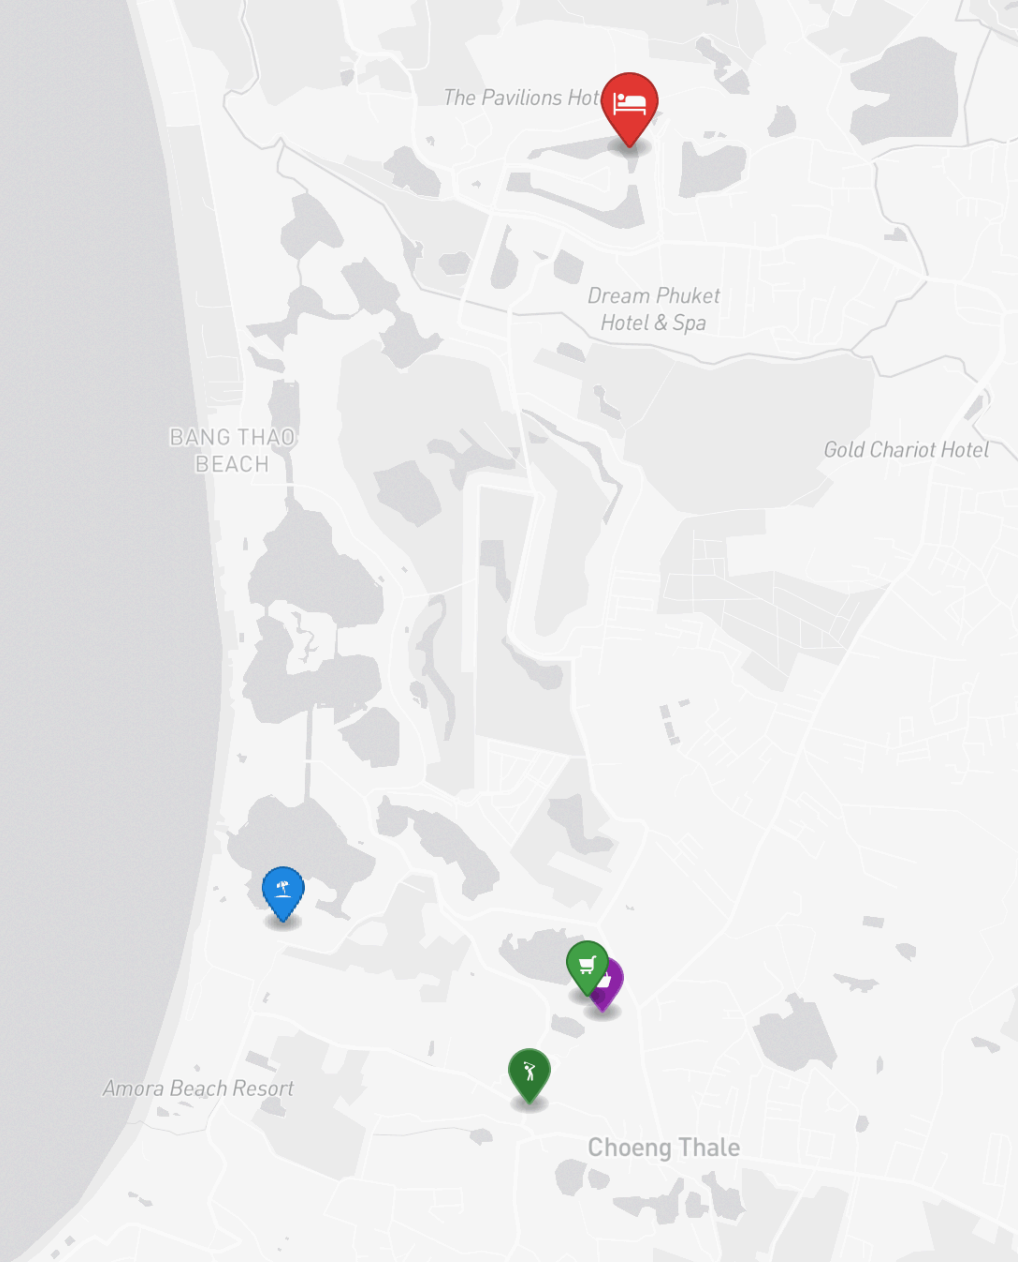 The Pavilions Hot
Dream Phuket
Hotel & Spa
BANG THAO
BEACH
Gold Chariot Hotel
Amora Beach Resort
Choeng Thale